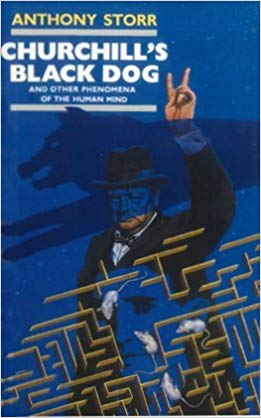 ANTHONY STORR
CHURCHILL'S
BLACK DOG
AND OTHER PHENOMENA
OF THE HUMAN MIND